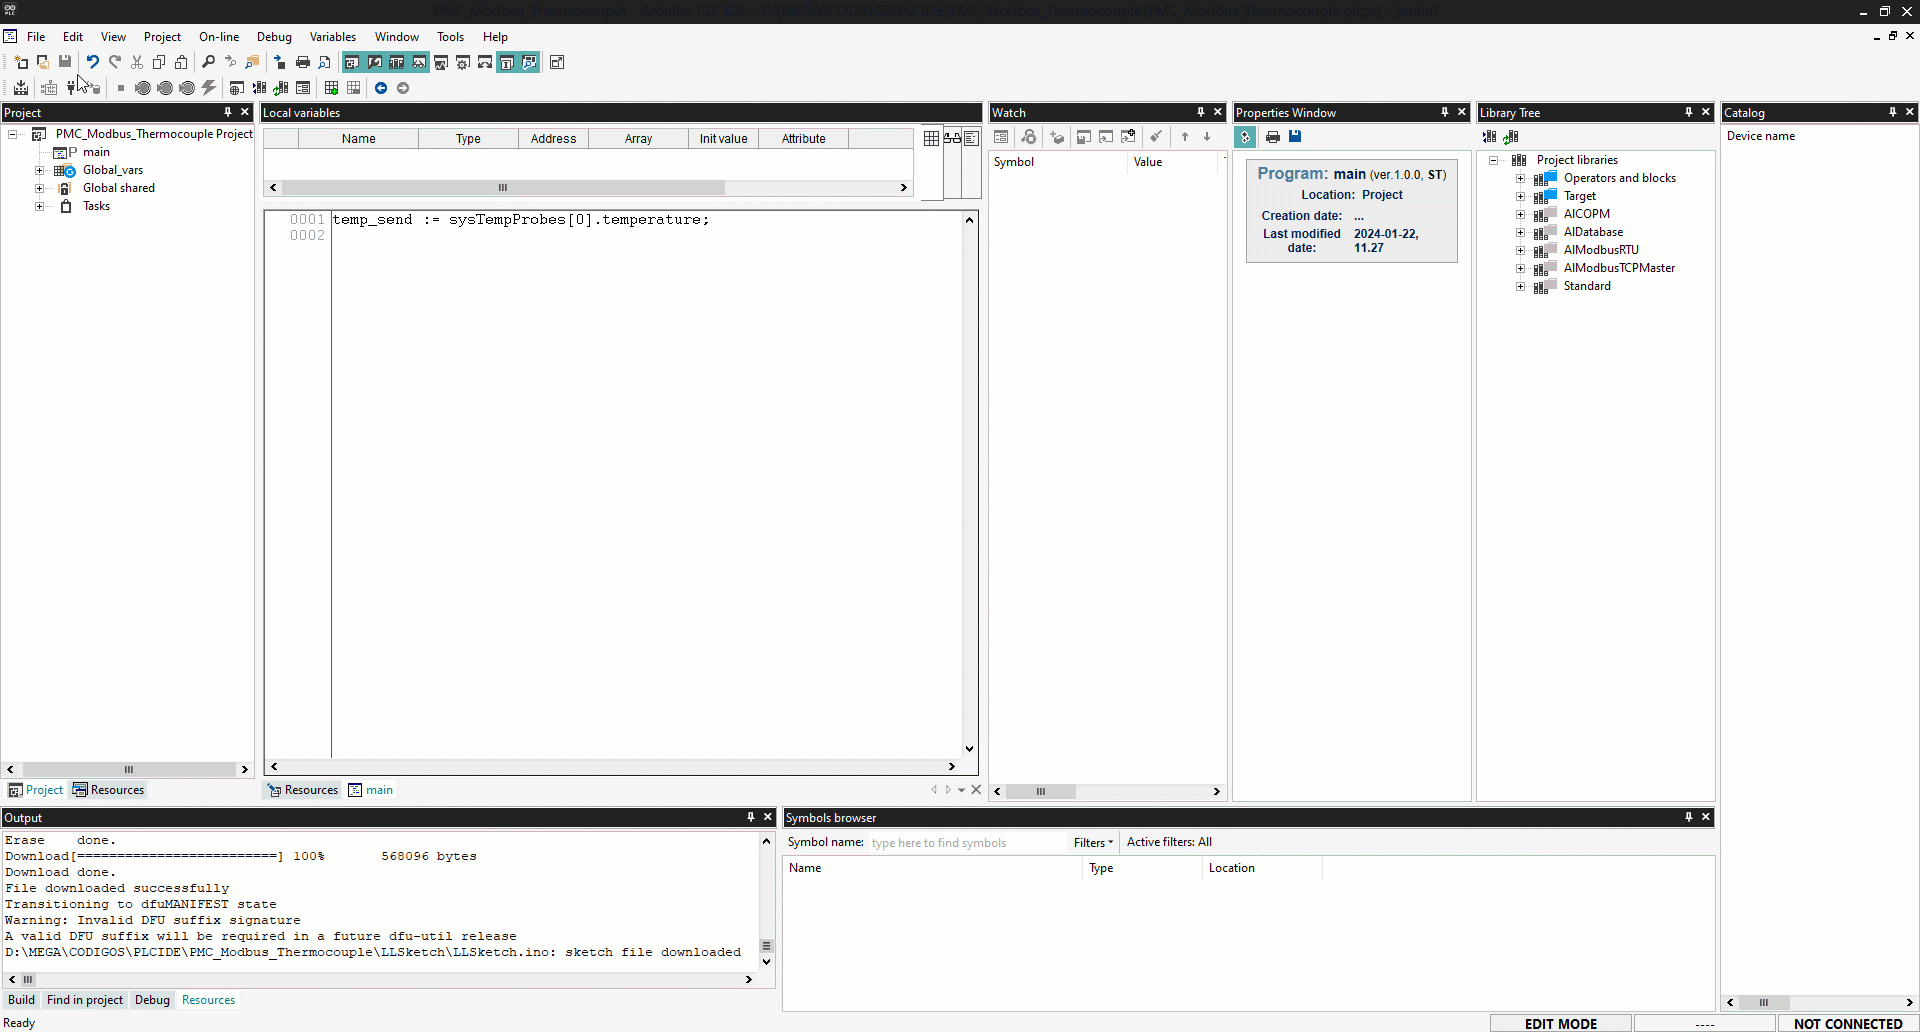 PMC_Modbus_Thermocouple - Arduino PLC IDE - D:\MEGA\CODIGOS\PLCIDE\PMC_Modbus_Thermocouple\PMC_Modbus_Thermocouple.plcprj - [main]
File Edit View Project On-line Debug Variables Window Tools Help
Project
PMC_Modbus_Thermocouple Project
main
Global_vars
Global shared
Tasks
Project Resources
Local variables
Name Type Address Array Init value Attribute
0001 temp_send := sysTempProbes[0].temperature;
0002
Resources main
Watch
Symbol Value
Properties Window
Program: main (ver.1.0.0, ST)
Location: Project
Creation date: ...
Last modified date: 2024-01-22, 11.27
Library Tree
Project libraries
Operators and blocks
Target
AlCOPM
AlDatabase
AlModbusRTU
AlModbusTCPMaster
Standard
Catalog
Device name
Output
Erase done.
Download[=========================] 100% 568096 bytes
Download done.
File downloaded successfully
Transitioning to dfuMANIFEST state
Warning: Invalid DFU suffix signature
A valid DFU suffix will be required in a future dfu-util release
D:\MEGA\CODIGOS\PLCIDE\PMC_Modbus_Thermocouple\LLSketch\LLSketch.ino: sketch file downloaded
Build Find in project Debug Resources
Symbols browser
Symbol name: type here to find symbols Filters Active filters: All
Name Type Location
Ready
EDIT MODE ---- NOT CONNECTED